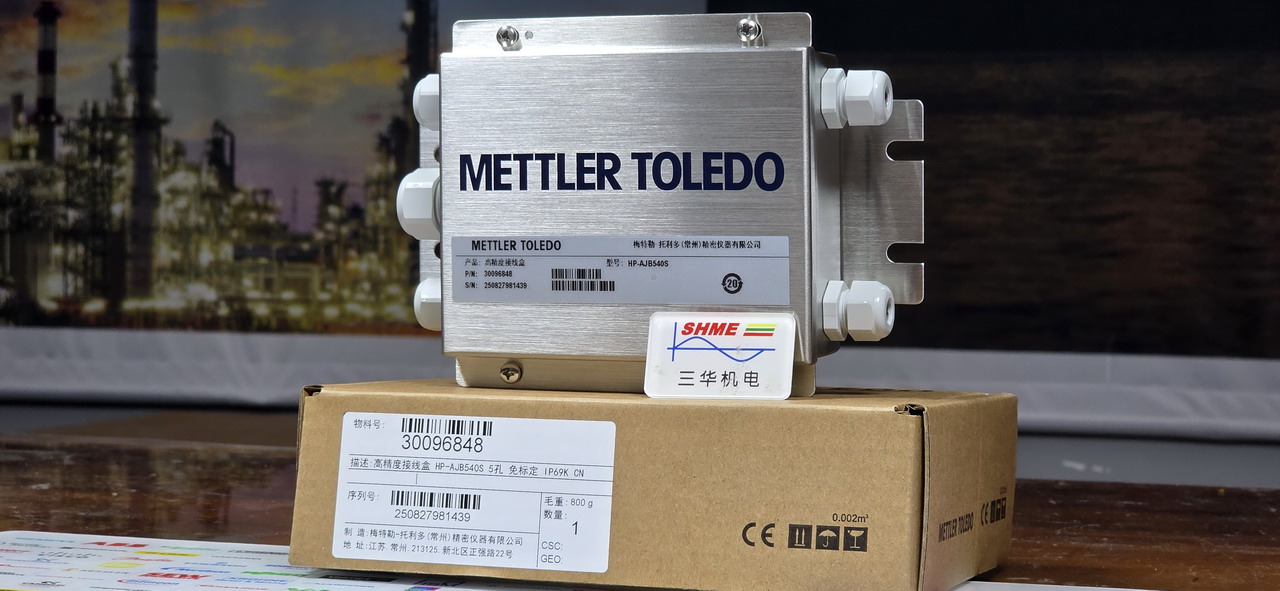 METTLER TOLEDO
METTLER TOLEDO 梅特勒-托利多(常州)精密仪器有限公司
产品: 高精度接线盒 型号: HP-AJB540S
P/N: 30096848
S/N: 250827981439
20
SHME
三华机电
物料号:
30096848
描述:高精度接线盒 HP-AJB540S 5孔 免标定 IP69K CN
序列号:
250827981439
毛重: 800 g
数量:
1
CSC:
GEO:
制 造:梅特勒-托利多(常州)精密仪器有限公司
地 址:江苏.常州.213125.新北区正强路22号
0.002m³
CE
METTLER TOLEDO CE